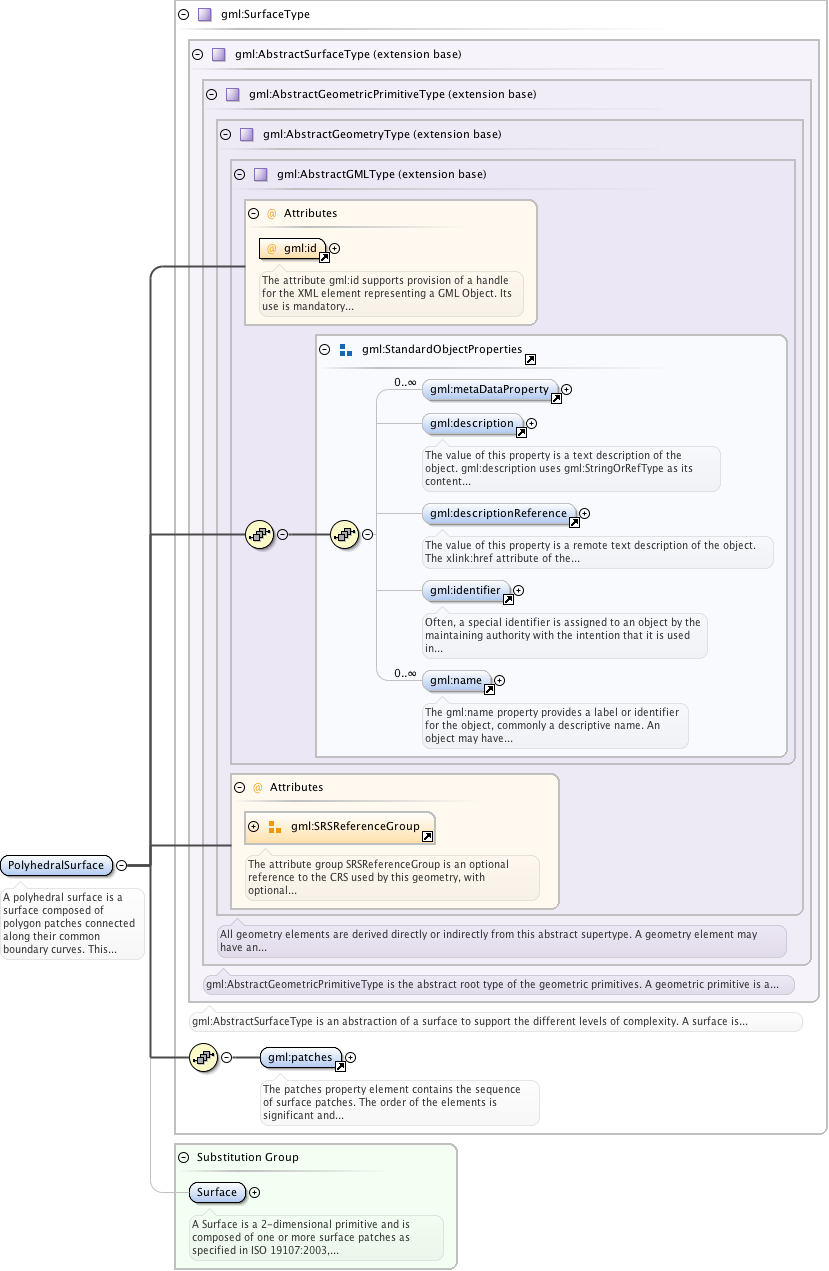 gml:SurfaceType
gml:AbstractSurfaceType (extension base)
gml:AbstractGeometricPrimitiveType (extension base)
gml:AbstractGeometryType (extension base)
gml:AbstractGMLType (extension base)
@ Attributes
@ gml:id
The attribute gml:id supports provision of a handle
for the XML element representing a GML Object. Its
use is mandatory...
gml:StandardObjectProperties
0..∞
gml:metaDataProperty
gml:description
The value of this property is a text description of the
object. gml:description uses gml:StringOrRefType as its
content...
gml:descriptionReference
The value of this property is a remote text description of the object.
The xlink:href attribute of the...
gml:identifier
Often, a special identifier is assigned to an object by the
maintaining authority with the intention that it is used
in...
0..∞
gml:name
The gml:name property provides a label or identifier
for the object, commonly a descriptive name. An
object may have...
@ Attributes
gml:SRSReferenceGroup
The attribute group SRSReferenceGroup is an optional
reference to the CRS used by this geometry, with
optional...
PolyhedralSurface
A polyhedral surface is a
surface composed of
polygon patches connected
along their common
boundary curves. This...
All geometry elements are derived directly or indirectly from this abstract supertype. A geometry element may
have an...
gml:AbstractGeometricPrimitiveType is the abstract root type of the geometric primitives. A geometric primitive is a...
gml:AbstractSurfaceType is an abstraction of a surface to support the different levels of complexity. A surface is...
gml:patches
The patches property element contains the sequence
of surface patches. The order of the elements is
significant and...
Substitution Group
Surface
A Surface is a 2-dimensional primitive and is
composed of one or more surface patches as
specified in ISO 19107:2003,...